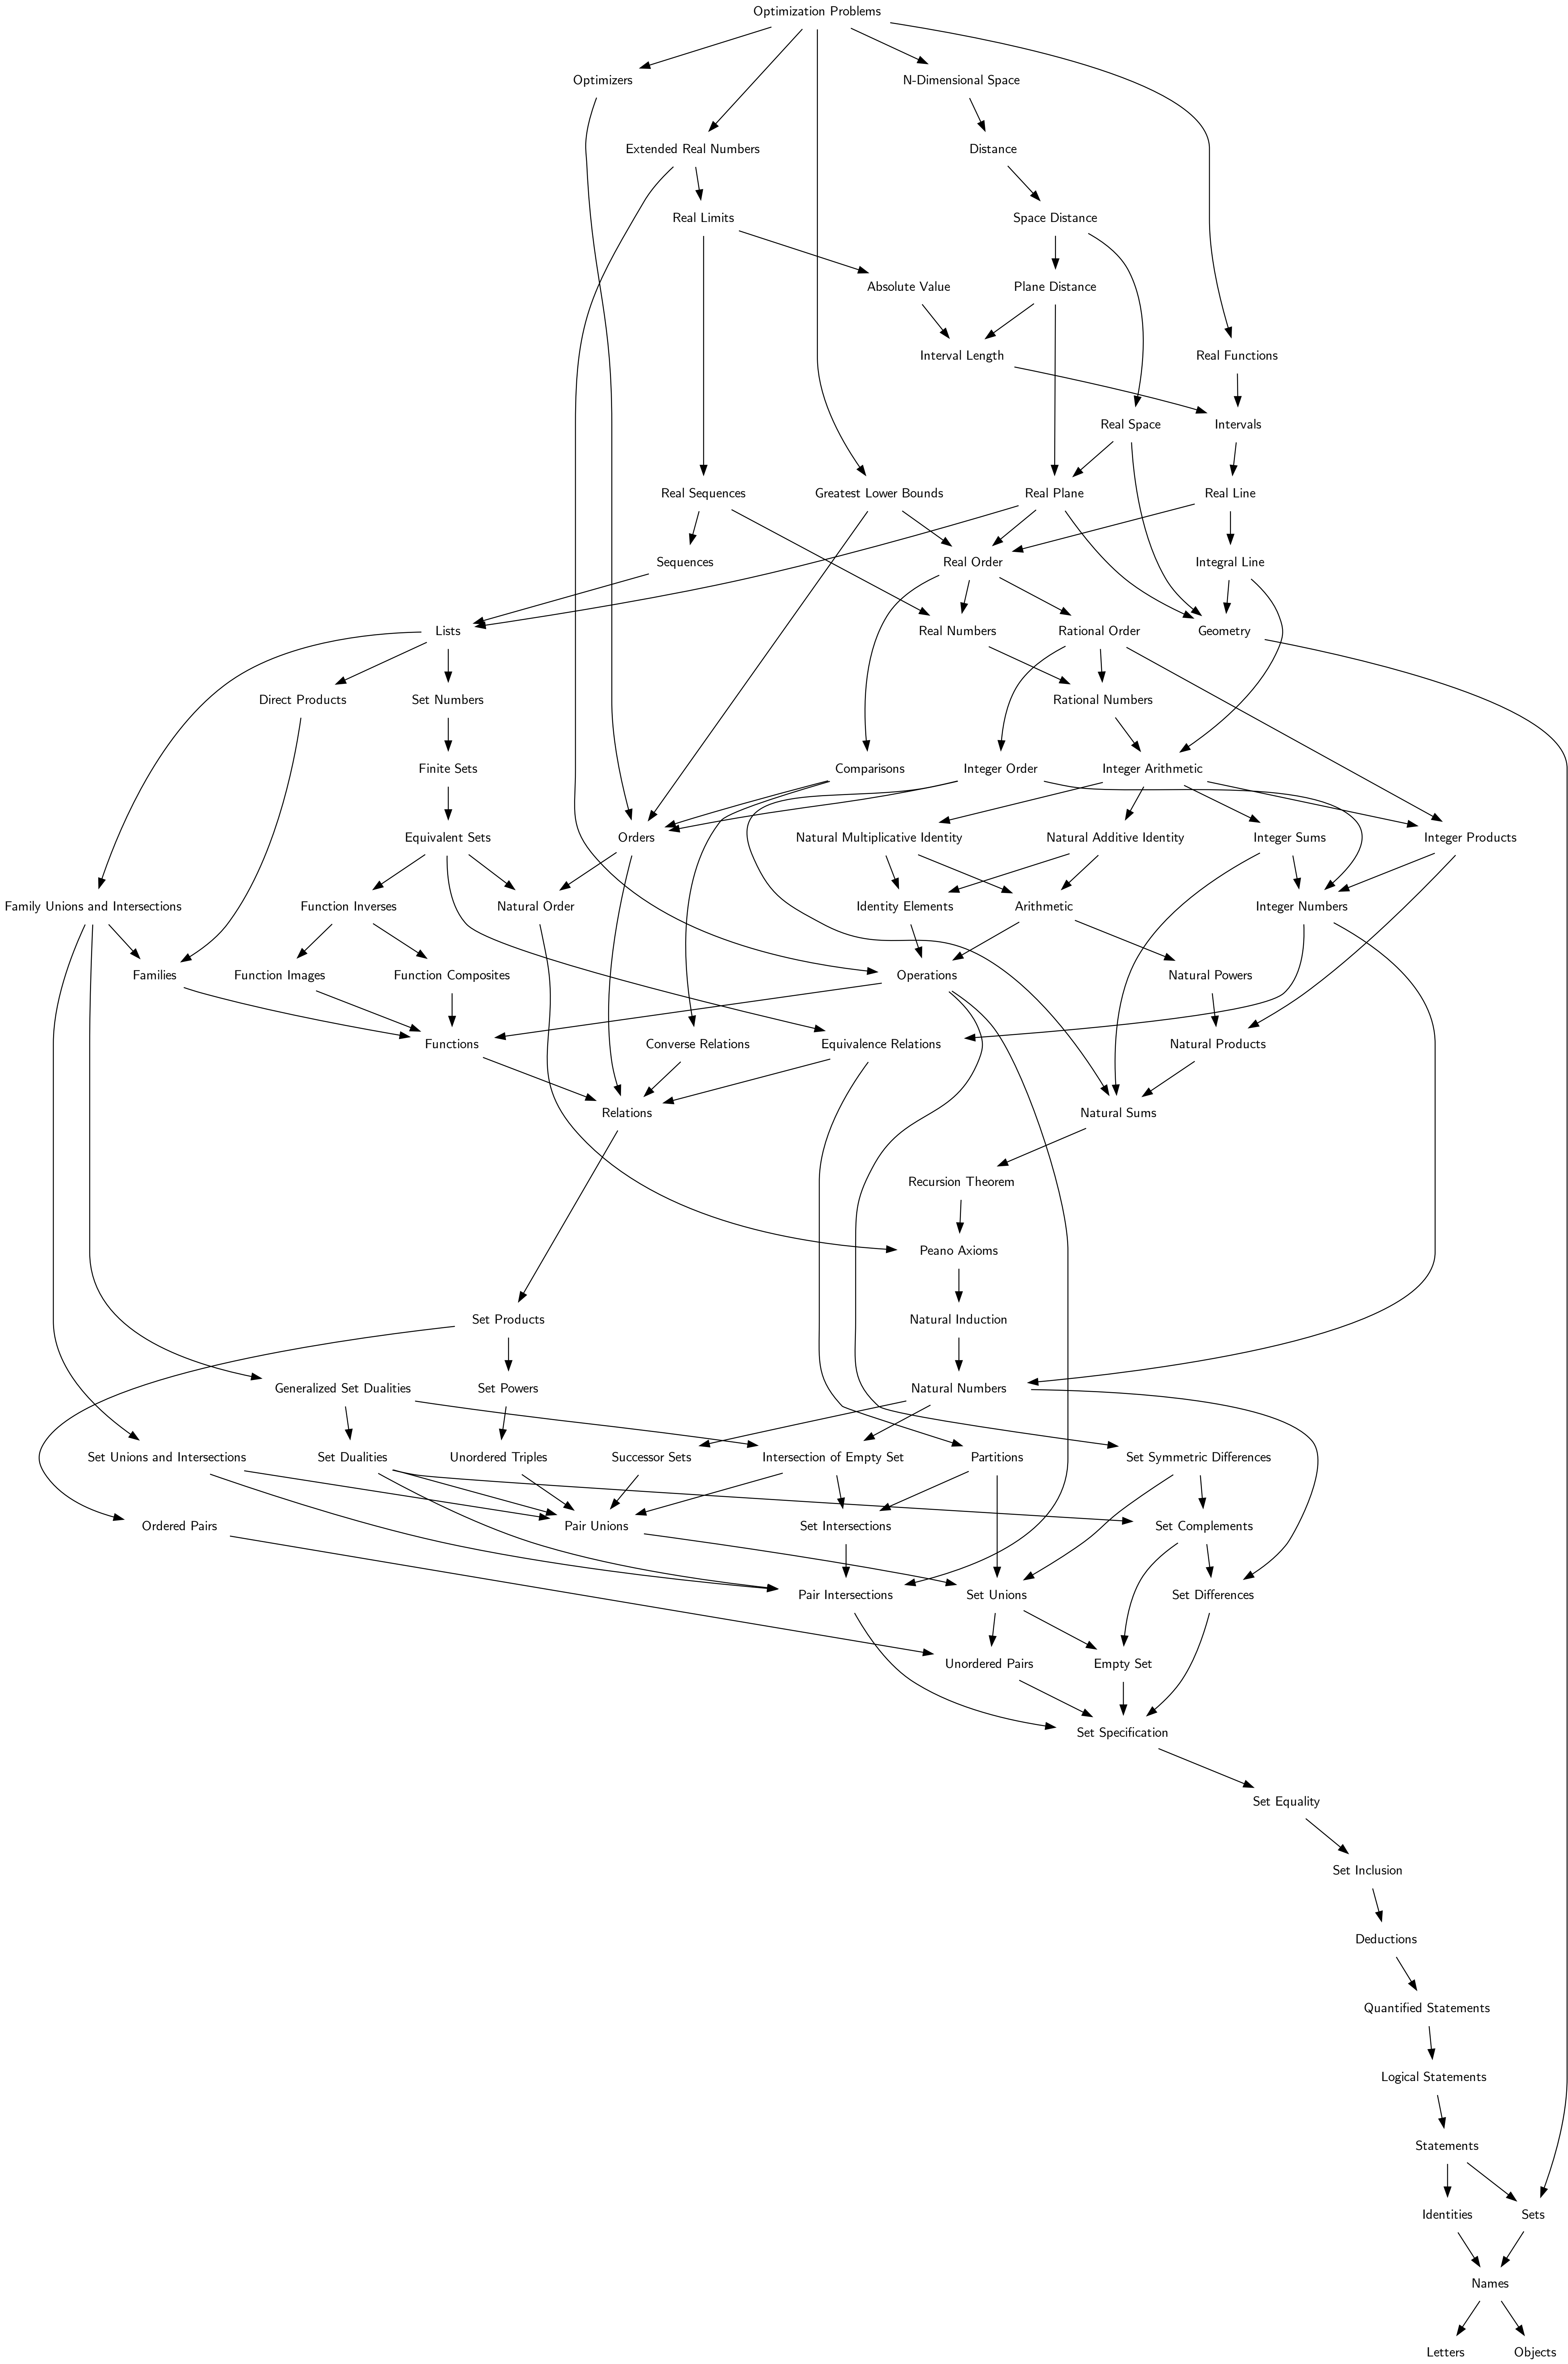 Optimization Problems
Optimizers
N-Dimensional Space
Extended Real Numbers
Distance
Real Limits
Space Distance
Absolute Value
Plane Distance
Interval Length
Real Functions
Real Space
Intervals
Real Sequences
Greatest Lower Bounds
Real Plane
Real Line
Sequences
Real Order
Integral Line
Lists
Real Numbers
Rational Order
Geometry
Direct Products
Set Numbers
Rational Numbers
Finite Sets
Comparisons
Integer Order
Integer Arithmetic
Equivalent Sets
Orders
Natural Multiplicative Identity
Natural Additive Identity
Integer Sums
Integer Products
Family Unions and Intersections
Function Inverses
Natural Order
Identity Elements
Arithmetic
Integer Numbers
Families
Function Images
Function Composites
Operations
Natural Powers
Functions
Converse Relations
Equivalence Relations
Natural Products
Relations
Natural Sums
Recursion Theorem
Peano Axioms
Set Products
Natural Induction
Generalized Set Dualities
Set Powers
Natural Numbers
Set Unions and Intersections
Set Dualities
Unordered Triples
Successor Sets
Intersection of Empty Set
Partitions
Set Symmetric Differences
Ordered Pairs
Pair Unions
Set Intersections
Set Complements
Pair Intersections
Set Unions
Set Differences
Unordered Pairs
Empty Set
Set Specification
Set Equality
Set Inclusion
Deductions
Quantified Statements
Logical Statements
Statements
Identities
Sets
Names
Letters
Objects